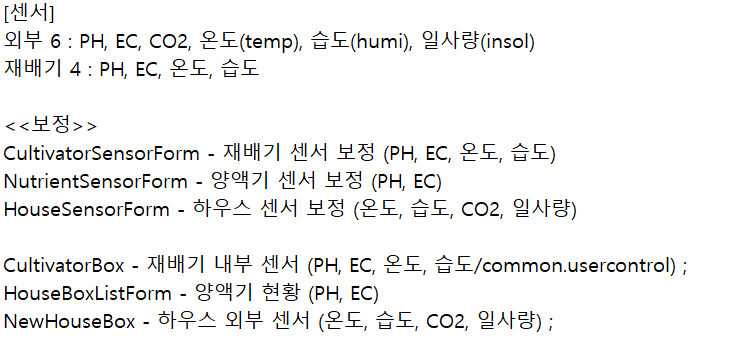 [센서]
외부 6 : PH, EC, CO2, 온도(temp), 습도(humi), 일사량(insol)
재배기 4 : PH, EC, 온도, 습도
<<보정>>
CultivatorSensorForm - 재배기 센서 보정 (PH, EC, 온도, 습도)
NutrientSensorForm - 양액기 센서 보정 (PH, EC)
HouseSensorForm - 하우스 센서 보정 (온도, 습도, CO2, 일사량)
CultivatorBox - 재배기 내부 센서 (PH, EC, 온도, 습도/common.usercontrol) ;
HouseBoxListForm - 양액기 현황 (PH, EC)
NewHouseBox - 하우스 외부 센서 (온도, 습도, CO2, 일사량) ;